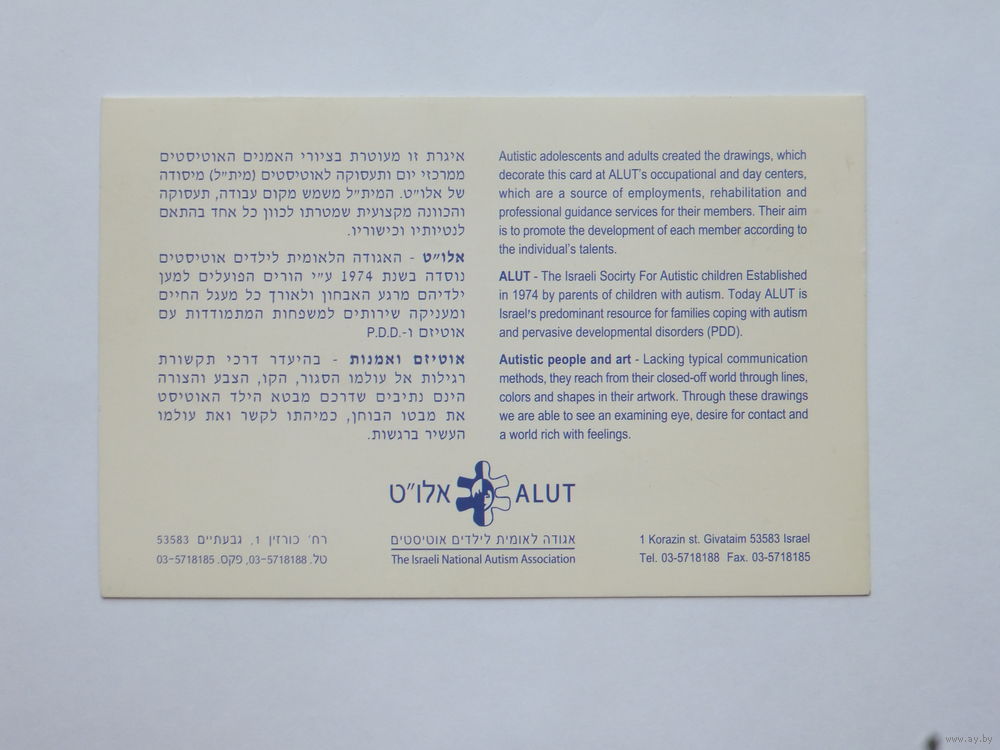 איגרת זו מעוטרת בציורי האמנים האוטיסטים
ממרכזי יום ותעסוקה לאוטיסטים (מית"ל) מיסודה
של אלו"ט. המית"ל משמש מקום עבודה, תעסוקה
והכוונה מקצועית שמטרתו לכוון כל אחד בהתאם
לנטיותיו וכישוריו.
אלו"ט - האגודה הלאומית לילדים אוטיסטים
נוסדה בשנת 1974 ע"י הורים הפועלים למען
ילדיהם מרגע האבחון ולאורך כל מעגל החיים
ומעניקה שירותים למשפחות המתמודדות עם
אוטיזם ו-.P.D.D
אוטיזם ואמנות - בהיעדר דרכי תקשורת
רגילות אל עולמו הסגור, הקו, הצבע והצורה
הינם נתיבים שדרכם מבטא הילד האוטיסט
את מבטו הבוחן, כמיהתו לקשר ואת עולמו
העשיר ברגשות.
Autistic adolescents and adults created the drawings, which
decorate this card at ALUT's occupational and day centers,
which are a source of employments, rehabilitation and
professional guidance services for their members. Their aim
is to promote the development of each member according to
the individual's talents.
ALUT - The Israeli Socirty For Autistic children Established
in 1974 by parents of children with autism. Today ALUT is
Israel's predominant resource for families coping with autism
and pervasive developmental disorders (PDD).
Autistic people and art - Lacking typical communication
methods, they reach from their closed-off world through lines,
colors and shapes in their artwork. Through these drawings
we are able to see an examining eye, desire for contact and
a world rich with feelings.
אלו"ט ALUT
אגודה לאומית לילדים אוטיסטים
The Israeli National Autism Association
רח' כורזין 1, גבעתיים 53583
טל. 03-5718188, פקס. 03-5718185
1 Korazin st. Givataim 53583 Israel
Tel. 03-5718188 Fax. 03-5718185
www.ay.by